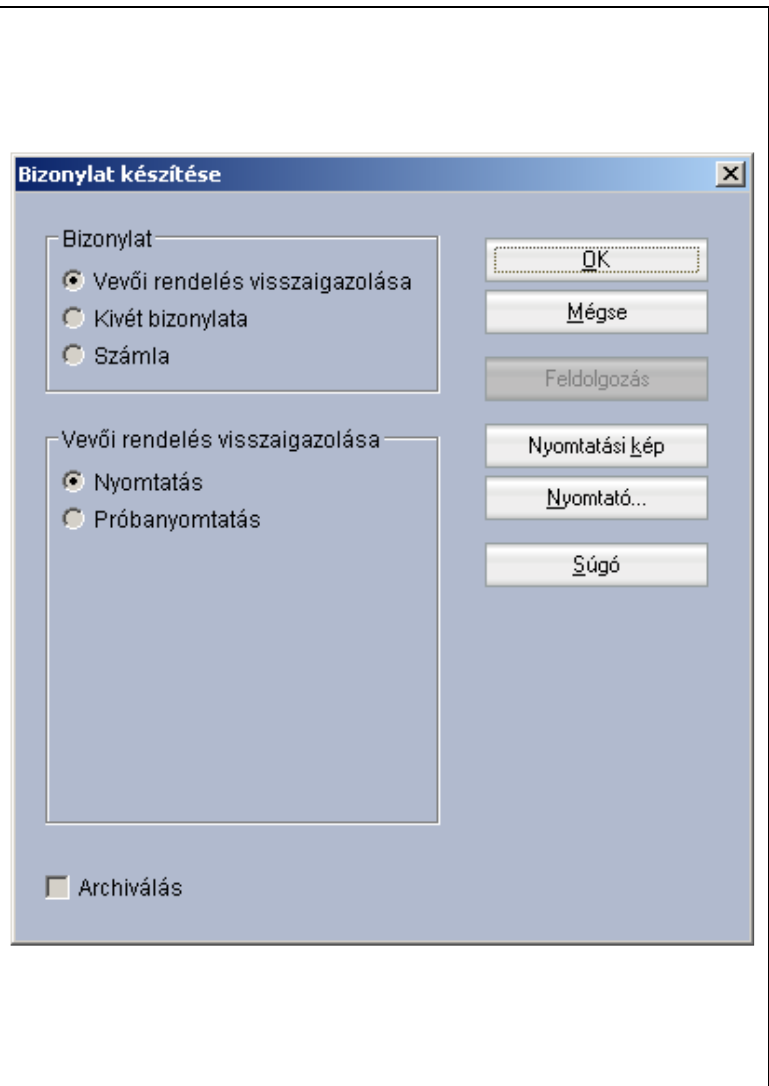 Bizonylat készítése
Bizonylat
Vevői rendelés visszaigazolása
Kivét bizonylata
Számla
Vevői rendelés visszaigazolása
Nyomtatás
Próbanyomtatás
Archiválás
OK
Mégse
Feldolgozás
Nyomtatási kép
Nyomtató...
Súgó